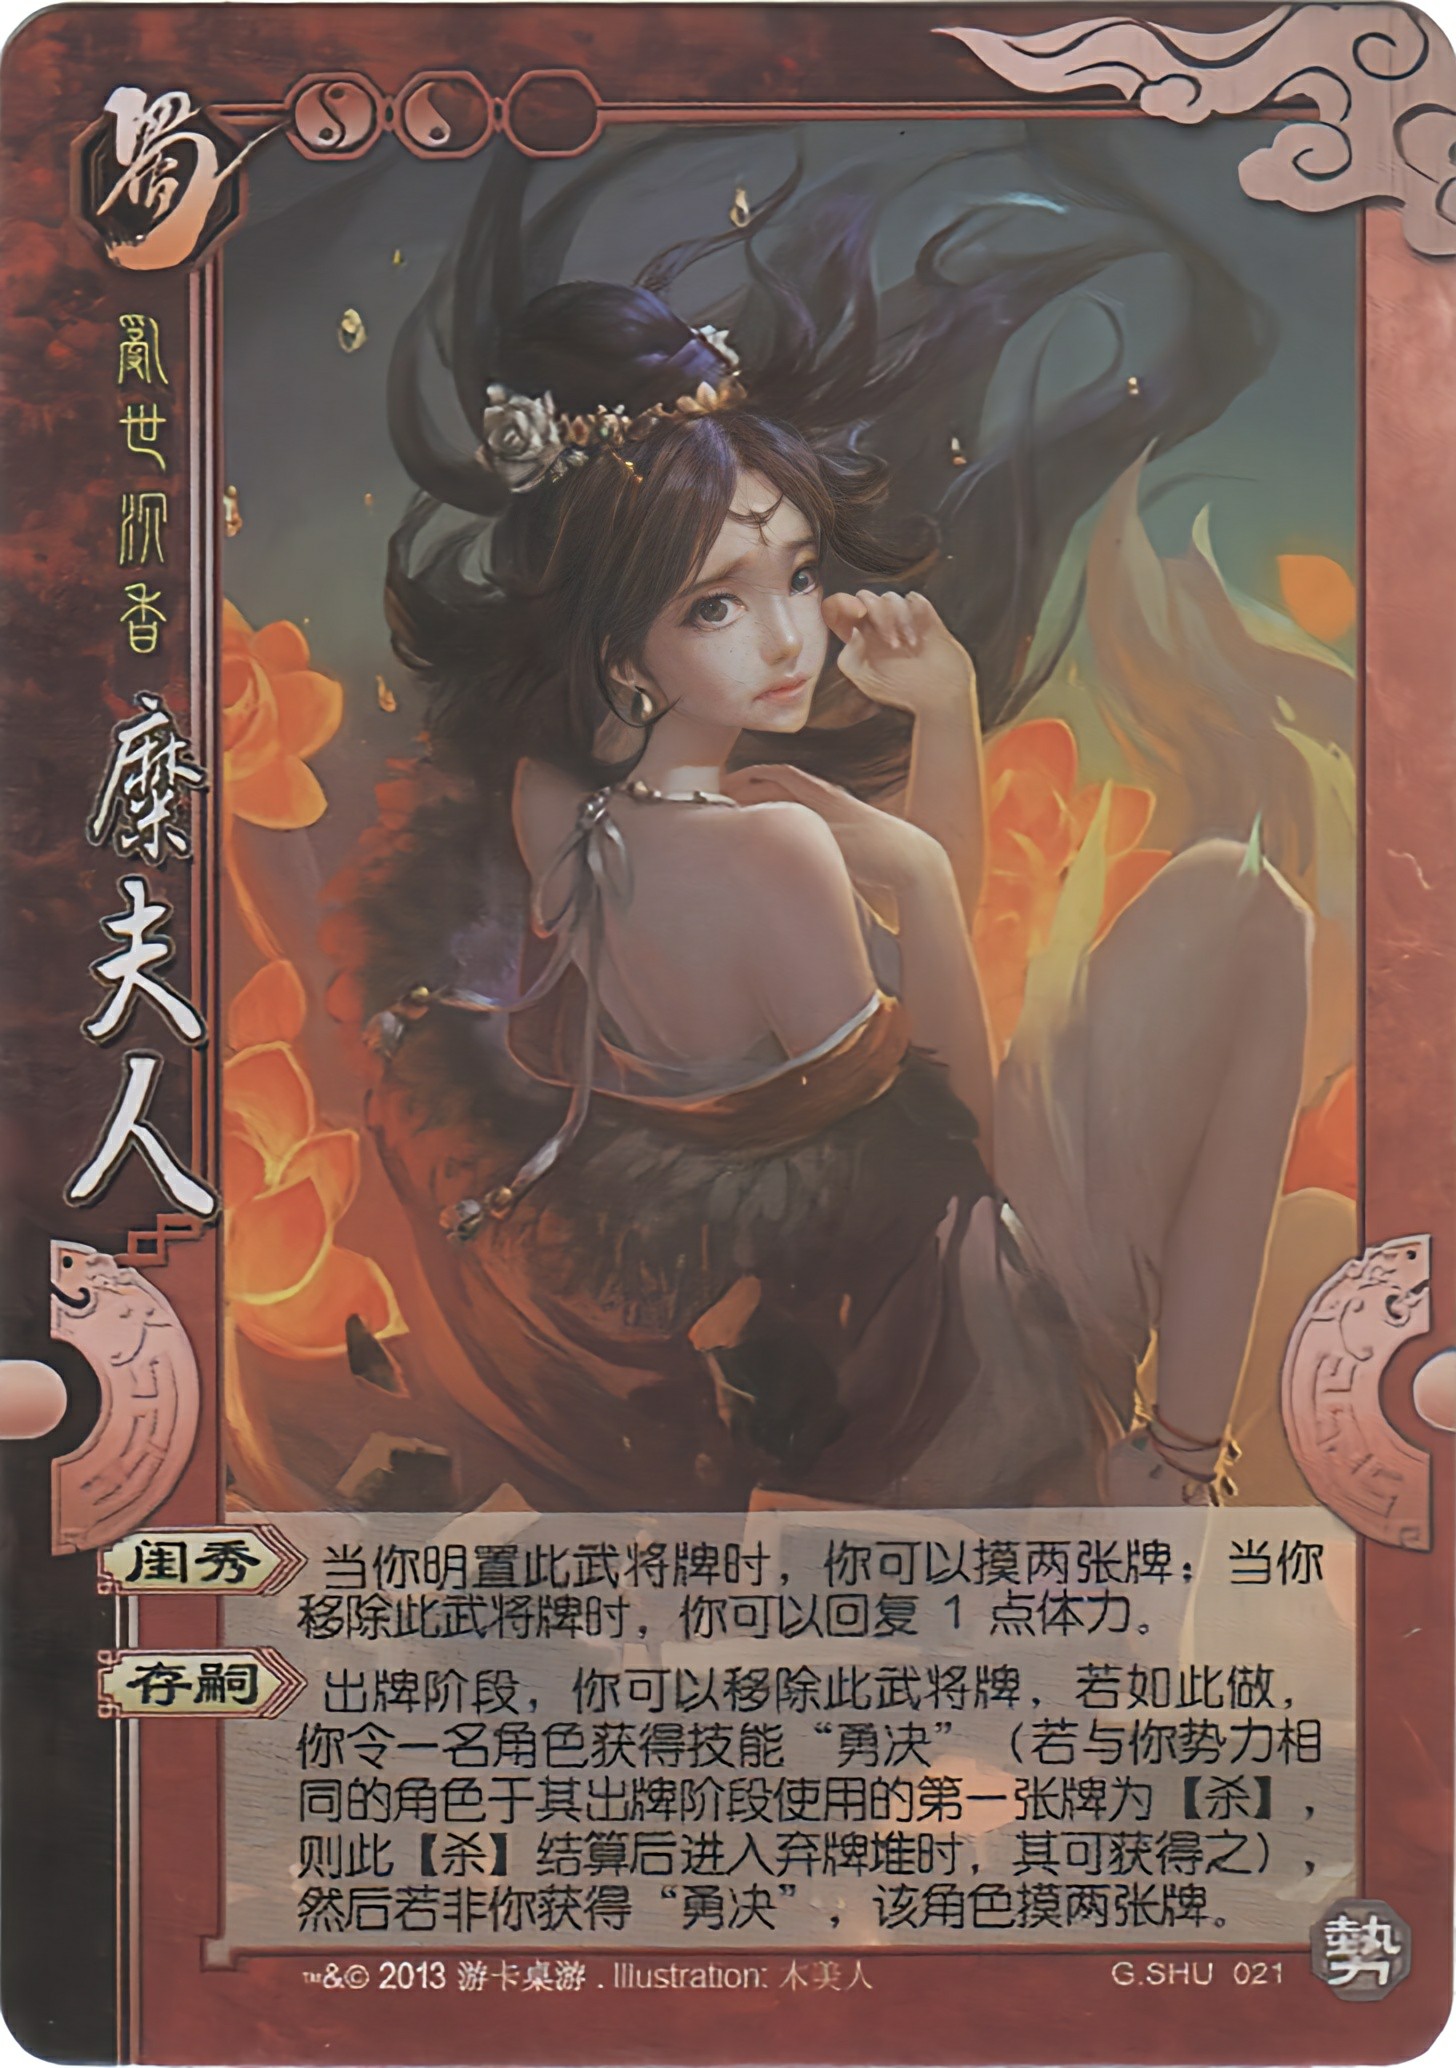 蜀
亂世沉香
糜夫人
闺秀
当你明置此武将牌时，你可以摸两张牌；当你
移除此武将牌时，你可以回复 1 点体力。
存嗣
出牌阶段，你可以移除此武将牌，若如此做，
你令一名角色获得技能“勇决”（若与你势力相
同的角色于其出牌阶段使用的第一张牌为【杀】，
则此【杀】结算后进入弃牌堆时，其可获得之），
然后若非你获得“勇决”，该角色摸两张牌。
™&© 2013 游卡桌游 . Illustration: 木美人
G.SHU 021
勢